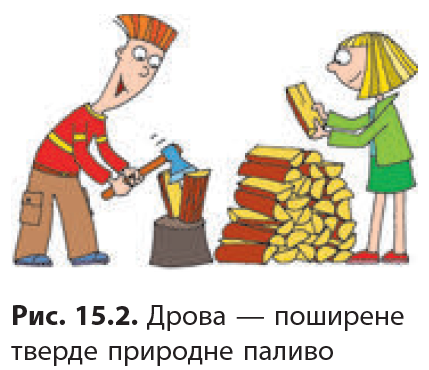 Рис. 15.2. Дрова — поширене
тверде природне паливо